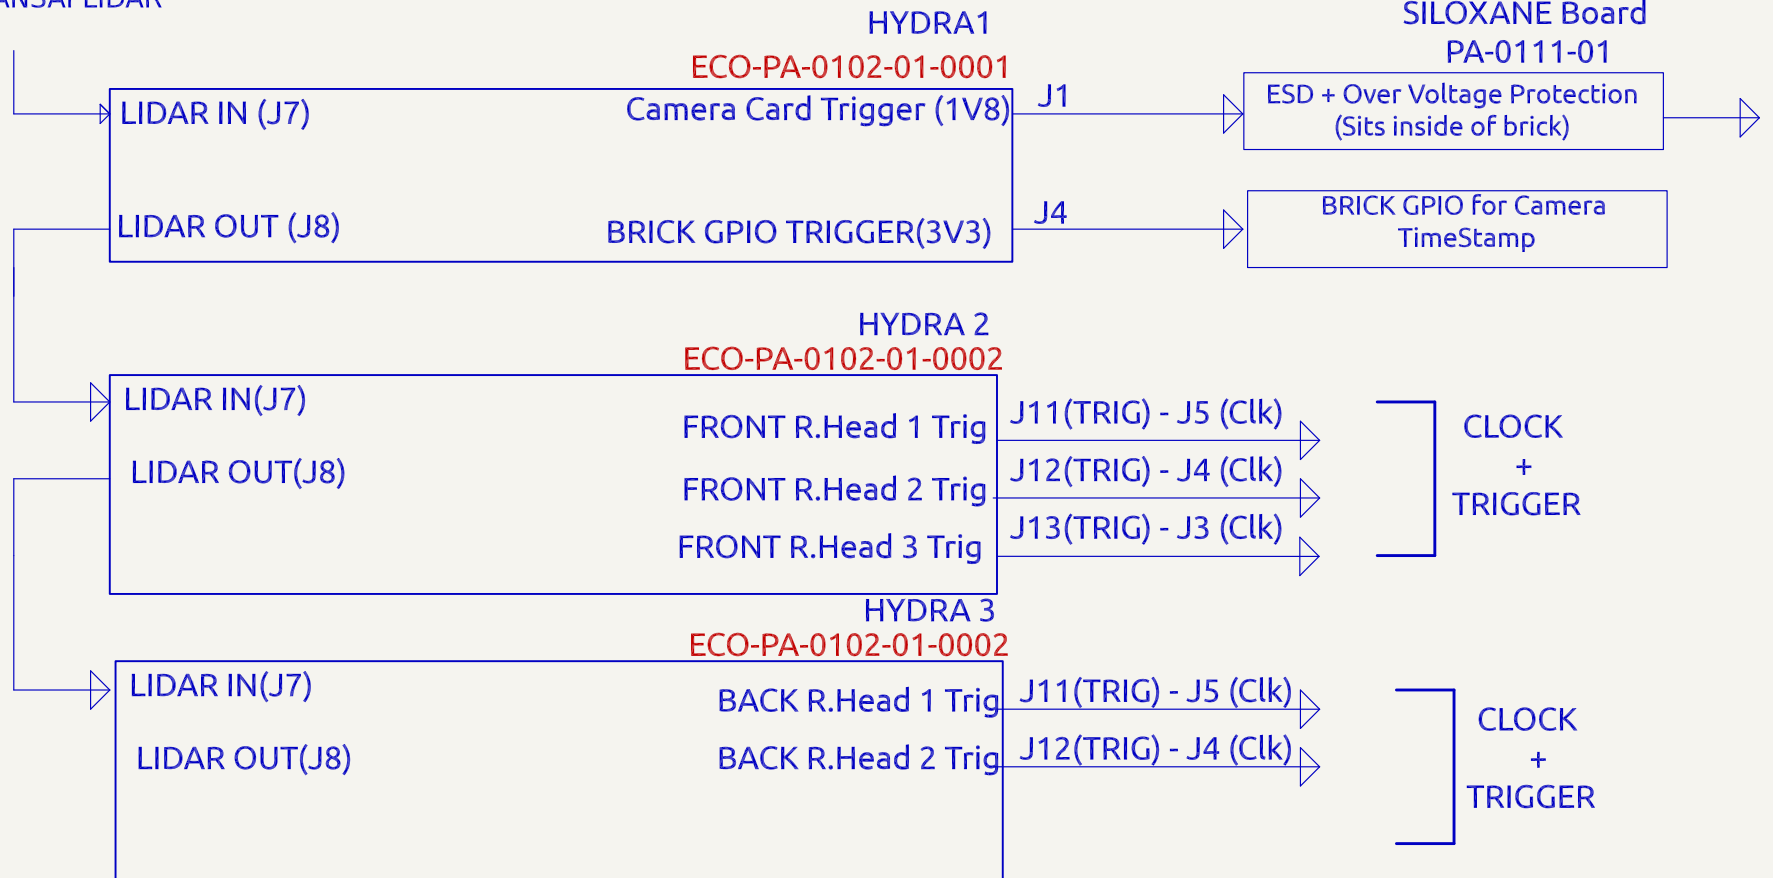 HYDRA1
ECO-PA-0102-01-0001
SILOXANE Board
PA-0111-01
LIDAR IN (J7)
Camera Card Trigger (1V8)
J1
ESD + Over Voltage Protection
(Sits inside of brick)
LIDAR OUT (J8)
BRICK GPIO TRIGGER(3V3)
J4
BRICK GPIO for Camera
TimeStamp
HYDRA 2
ECO-PA-0102-01-0002
LIDAR IN(J7)
LIDAR OUT(J8)
FRONT R.Head 1 Trig
J11(TRIG) - J5 (Clk)
FRONT R.Head 2 Trig
J12(TRIG) - J4 (Clk)
FRONT R.Head 3 Trig
J13(TRIG) - J3 (Clk)
CLOCK
+
TRIGGER
HYDRA 3
ECO-PA-0102-01-0002
LIDAR IN(J7)
LIDAR OUT(J8)
BACK R.Head 1 Trig
J11(TRIG) - J5 (Clk)
BACK R.Head 2 Trig
J12(TRIG) - J4 (Clk)
CLOCK
+
TRIGGER